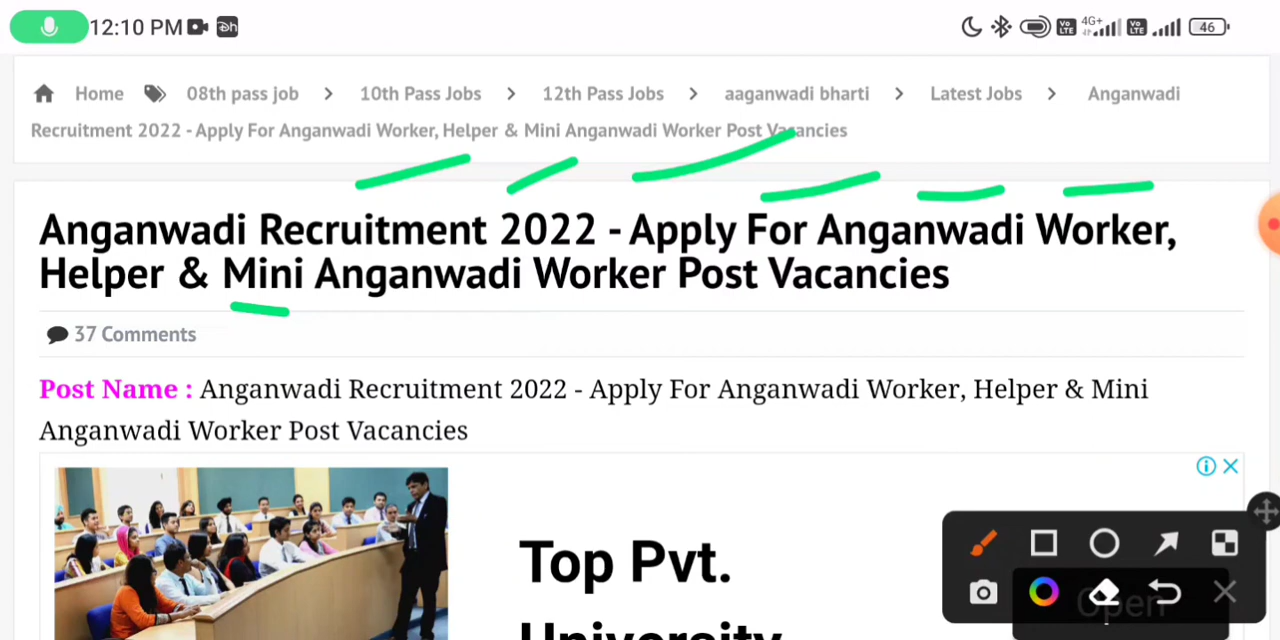 12:10 PM 4G+ 46
Home 08th pass job > 10th Pass Jobs > 12th Pass Jobs > aaganwadi bharti > Latest Jobs > Anganwadi
Recruitment 2022 - Apply For Anganwadi Worker, Helper & Mini Anganwadi Worker Post Vacancies
Anganwadi Recruitment 2022 - Apply For Anganwadi Worker,
Helper & Mini Anganwadi Worker Post Vacancies
37 Comments
Post Name : Anganwadi Recruitment 2022 - Apply For Anganwadi Worker, Helper & Mini
Anganwadi Worker Post Vacancies
Top Pvt.
University
Open